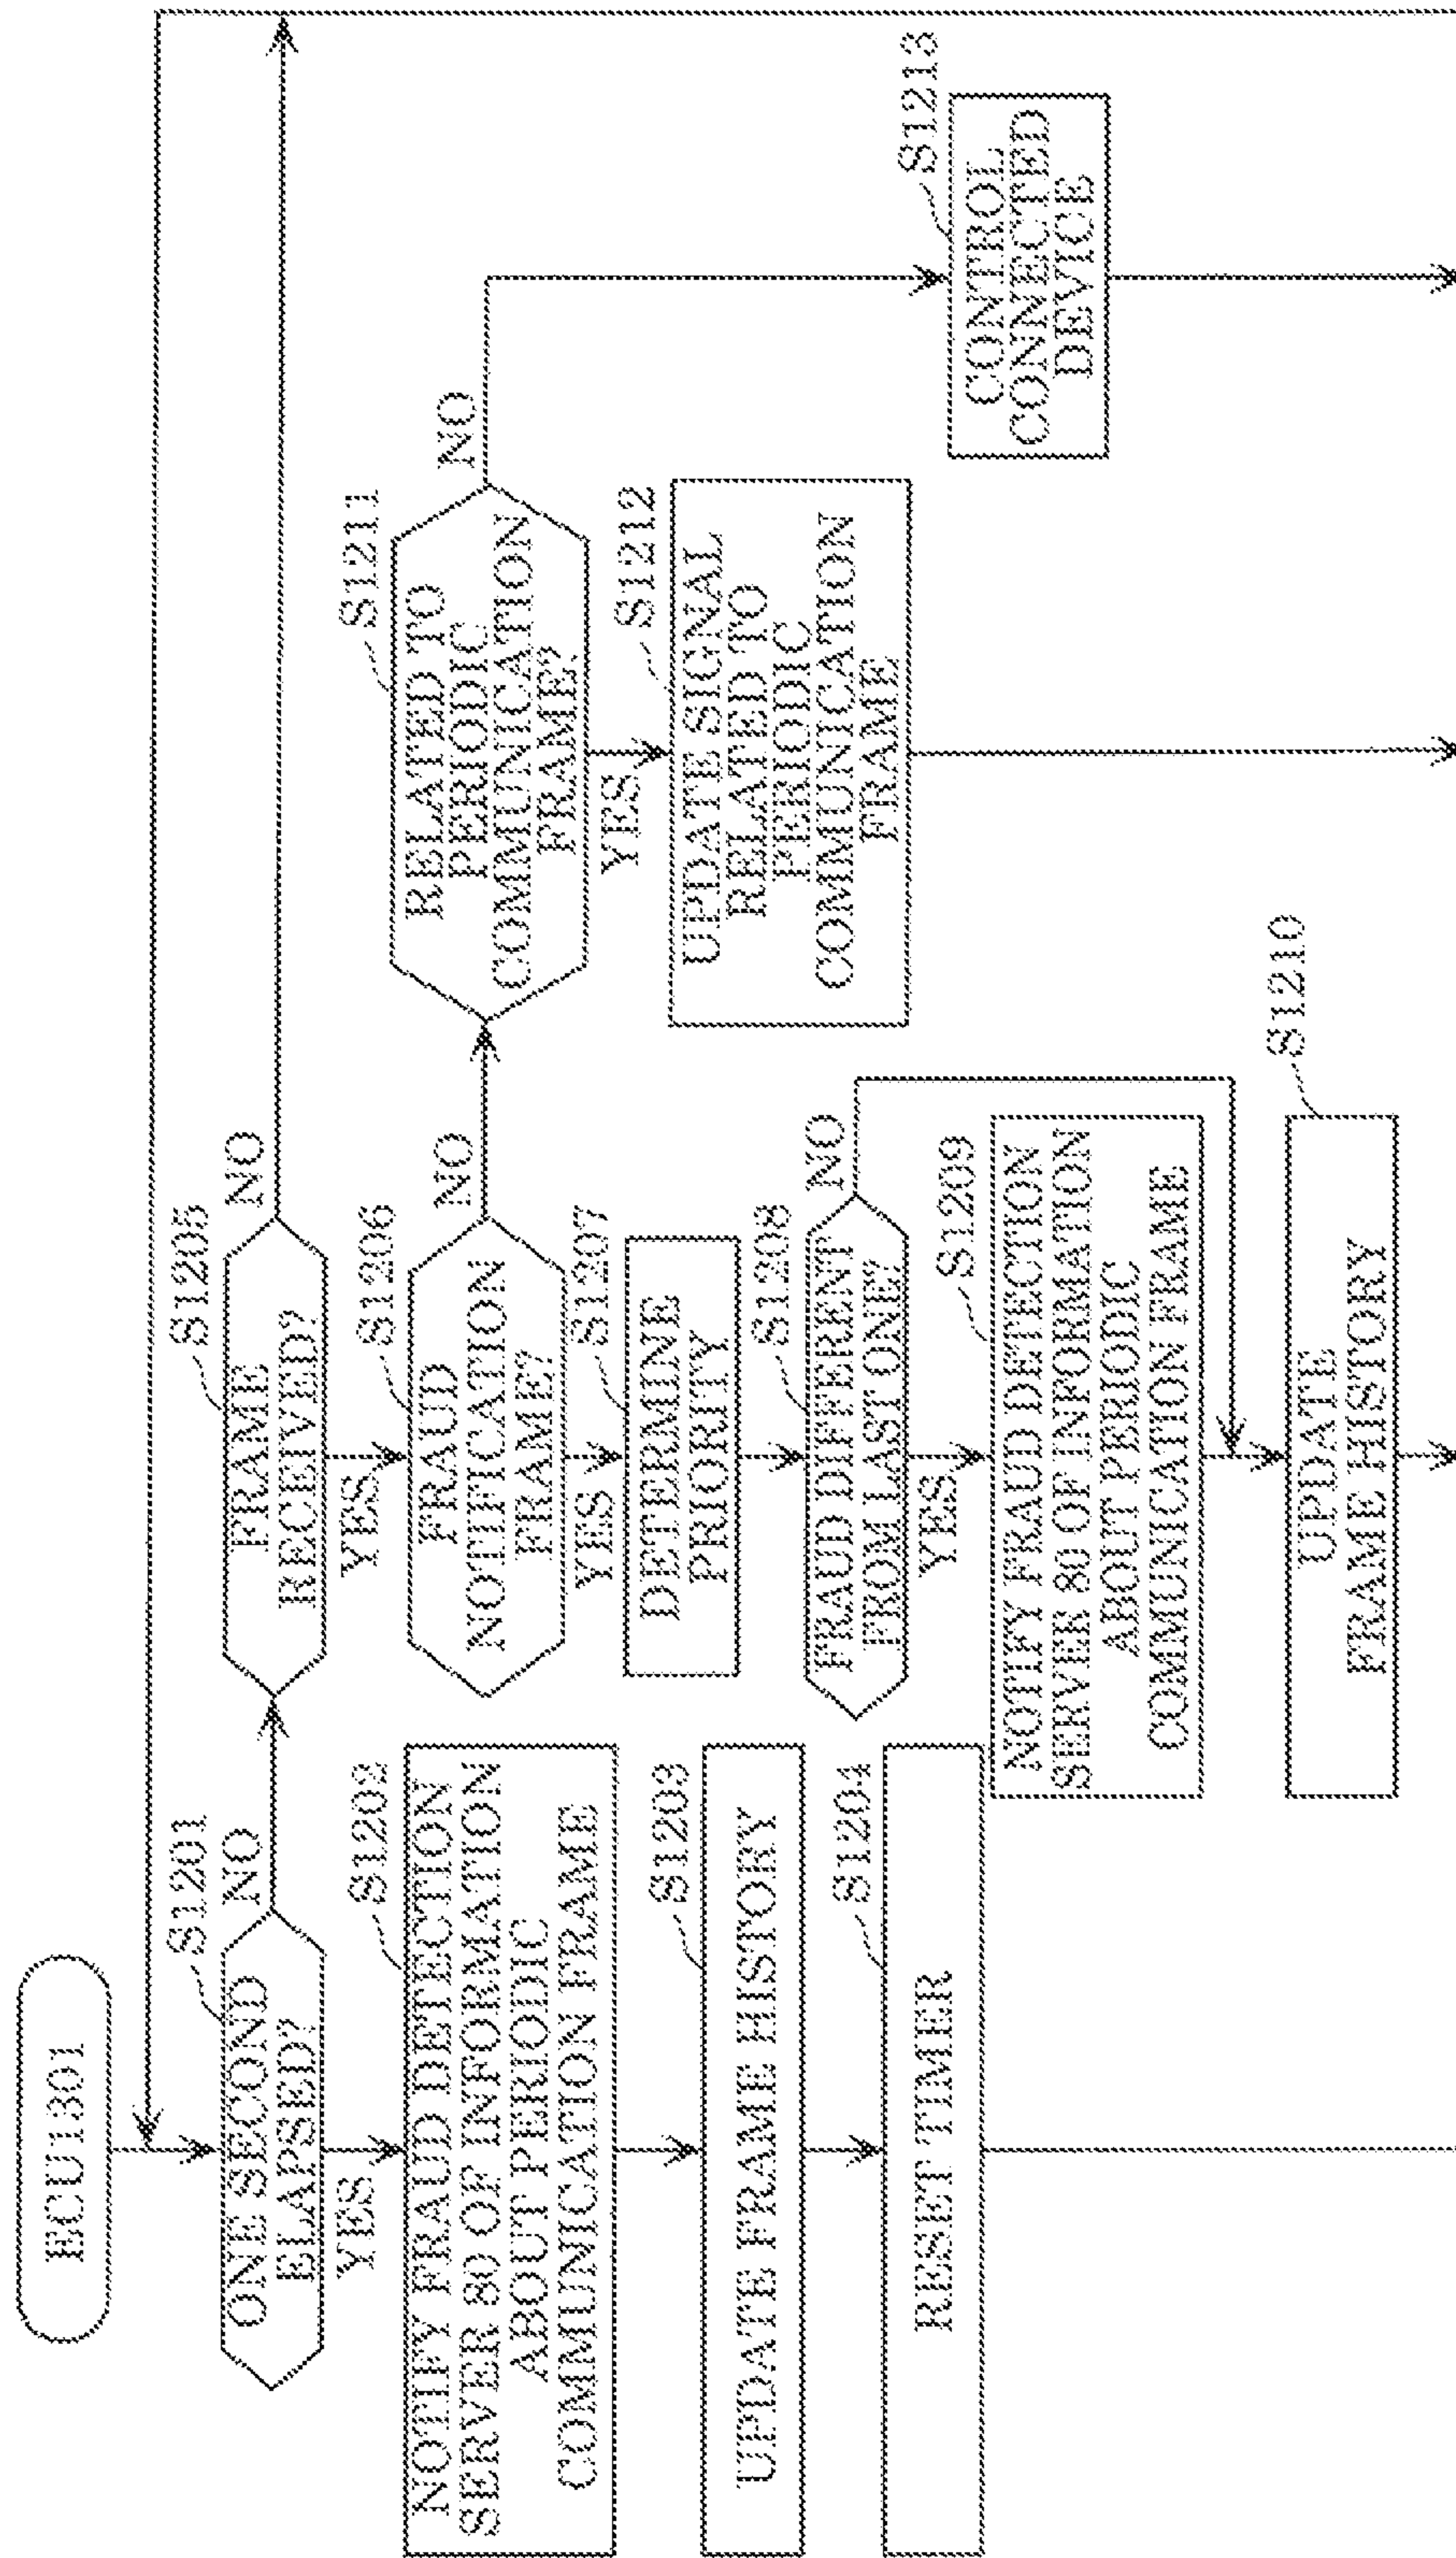 ECU1301
S1201
ONE SECOND
ELAPSED?
NO
YES
S1202
NOTIFY FRAUD DETECTION
SERVER 80 OF INFORMATION
ABOUT PERIODIC
COMMUNICATION FRAME
S1203
UPDATE FRAME HISTORY
S1204
RESET TIMER
S1205
FRAME
RECEIVED?
NO
YES
S1206
FRAUD
NOTIFICATION
FRAME?
NO
YES
S1207
DETERMINE
PRIORITY
S1208
FRAUD DIFFERENT
FROM LAST ONE?
NO
YES
S1209
NOTIFY FRAUD DETECTION
SERVER 80 OF INFORMATION
ABOUT PERIODIC
COMMUNICATION FRAME
S1210
UPDATE
FRAME HISTORY
S1211
RELATED TO
PERIODIC
COMMUNICATION
FRAME?
NO
YES
S1212
UPDATE SIGNAL
RELATED TO
PERIODIC
COMMUNICATION
FRAME
S1213
CONTROL
CONNECTED
DEVICE